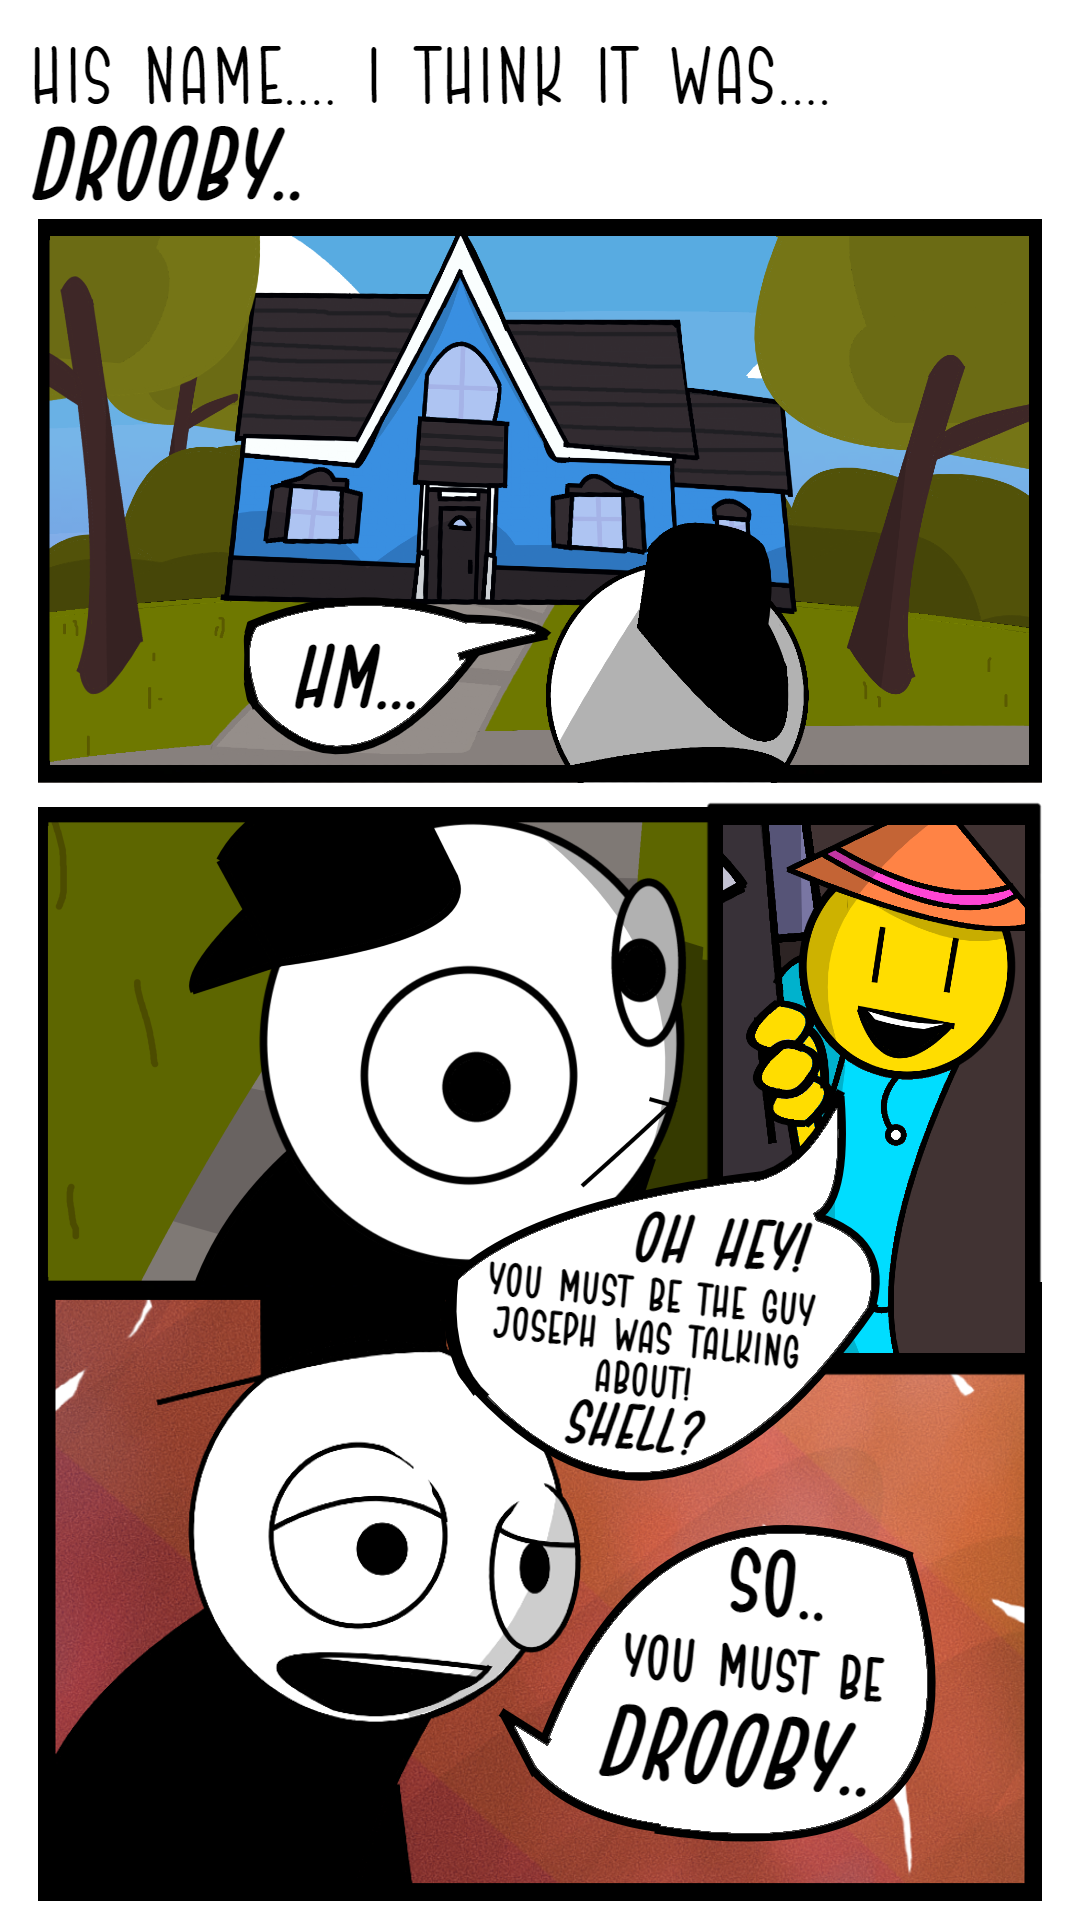 HIS NAME.... I THINK IT WAS....
DROOBY..
HM...
OH HEY!
YOU MUST BE THE GUY
JOSEPH WAS TALKING
ABOUT!
SHELL?
SO..
YOU MUST BE
DROOBY..